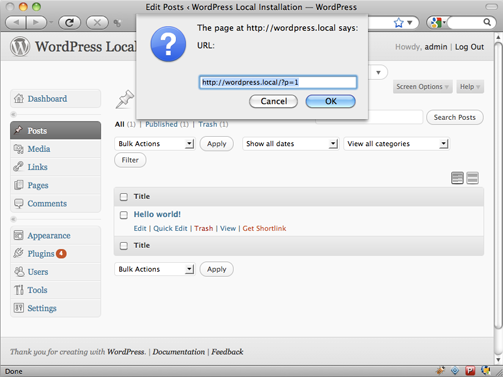 Edit Posts ‹ WordPress Local Installation — WordPress
The page at http://wordpress.local says:
URL:
http://wordpress.local/?p=1
Cancel
OK
WordPress Local
Howdy, admin | Log Out
Screen Options
Help
Dashboard
Posts
Media
Links
Pages
Comments
Appearance
Plugins 4
Users
Tools
Settings
Search Posts
All (1) | Published (1) | Trash (1)
Bulk Actions
Apply
Show all dates
View all categories
Filter
Title
Hello world!
Edit | Quick Edit | Trash | View | Get Shortlink
Title
Bulk Actions
Apply
Thank you for creating with WordPress. | Documentation | Feedback
Done